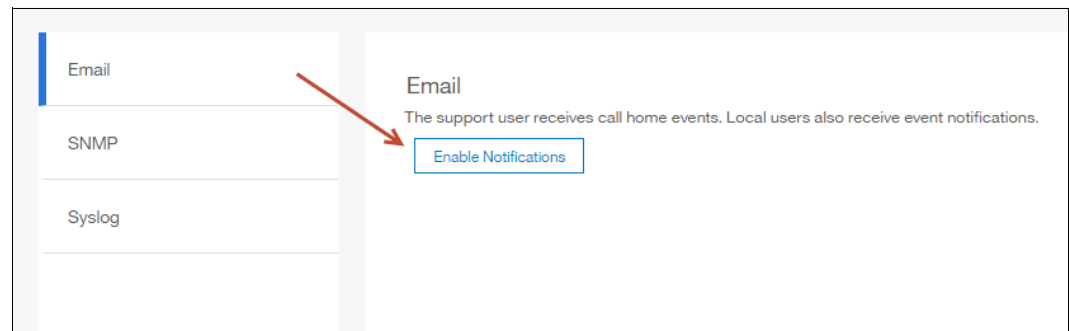 Email
SNMP
Syslog
Email
The support user receives call home events. Local users also receive event notifications.
Enable Notifications